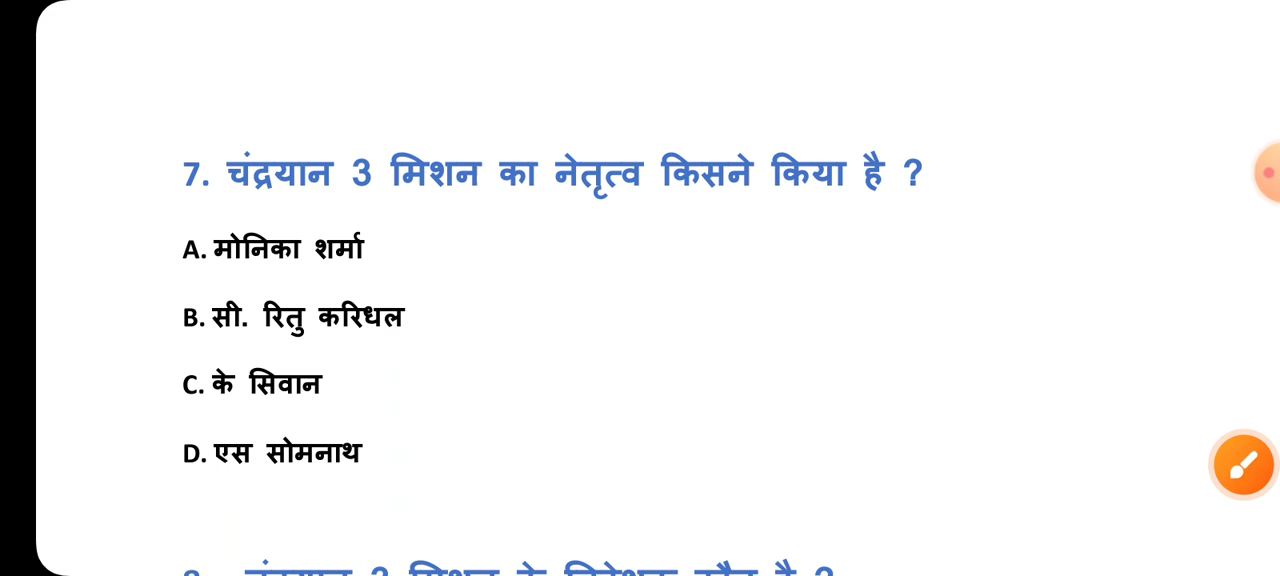 7. चंद्रयान 3 मिशन का नेतृत्व किसने किया है ?
A. मोनिका शर्मा
B. सी. रितु करिधल
C. के सिवान
D. एस सोमनाथ